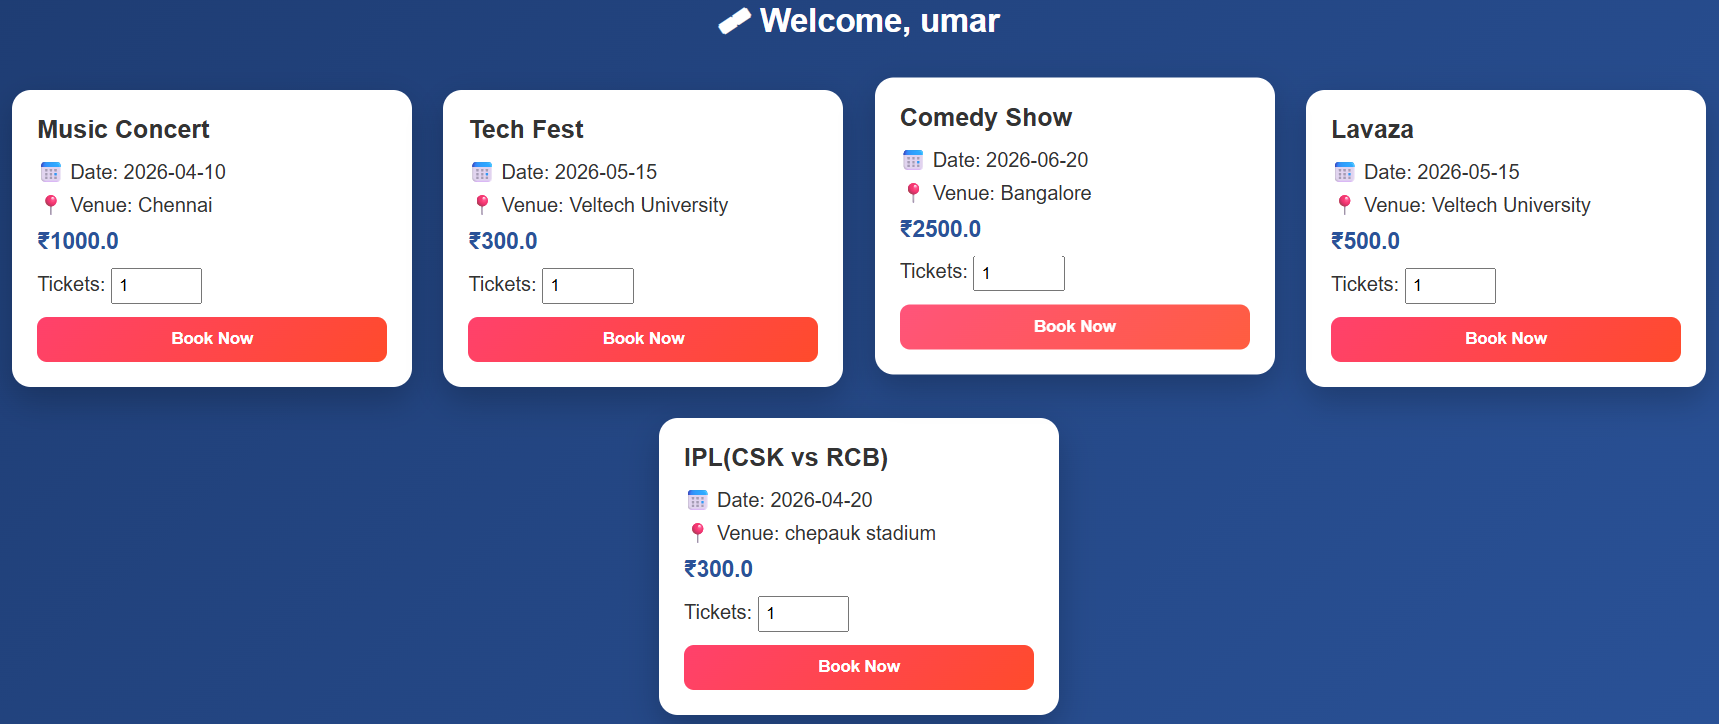 Welcome, umar
Music Concert
Date: 2026-04-10
Venue: Chennai
₹1000.0
Tickets: 1
Book Now
Tech Fest
Date: 2026-05-15
Venue: Veltech University
₹300.0
Tickets: 1
Book Now
Comedy Show
Date: 2026-06-20
Venue: Bangalore
₹2500.0
Tickets: 1
Book Now
Lavaza
Date: 2026-05-15
Venue: Veltech University
₹500.0
Tickets: 1
Book Now
IPL(CSK vs RCB)
Date: 2026-04-20
Venue: chepauk stadium
₹300.0
Tickets: 1
Book Now